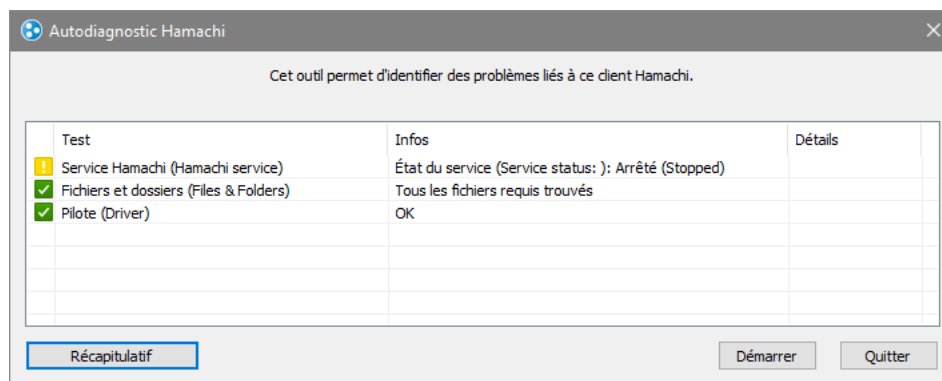 Autodiagnostic Hamachi
Cet outil permet d'identifier des problèmes liés à ce client Hamachi.
Test Infos Détails
Service Hamachi (Hamachi service) État du service (Service status: ): Arrêté (Stopped)
Fichiers et dossiers (Files & Folders) Tous les fichiers requis trouvés
Pilote (Driver) OK
Récapitulatif Démarrer Quitter